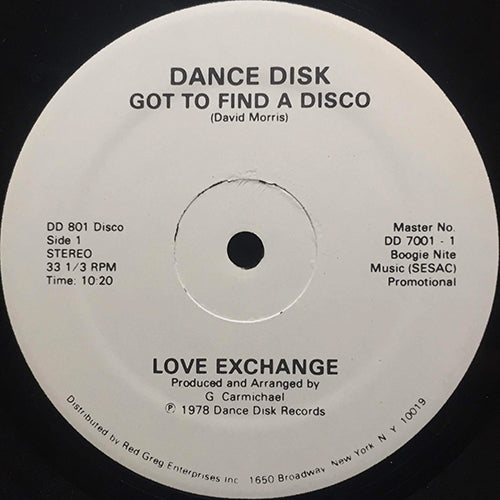 DANCE DISK
GOT TO FIND A DISCO
(David Morris)
DD 801 Disco
Side 1
STEREO
33 1/3 RPM
Time: 10:20
Master No.
DD 7001 - 1
Boogie Nite
Music (SESAC)
Promotional
LOVE EXCHANGE
Produced and Arranged by
G Carmichael
℗ 1978 Dance Disk Records
Distributed by Red Greg Enterprises Inc 1650 Broadway New York N Y 10019